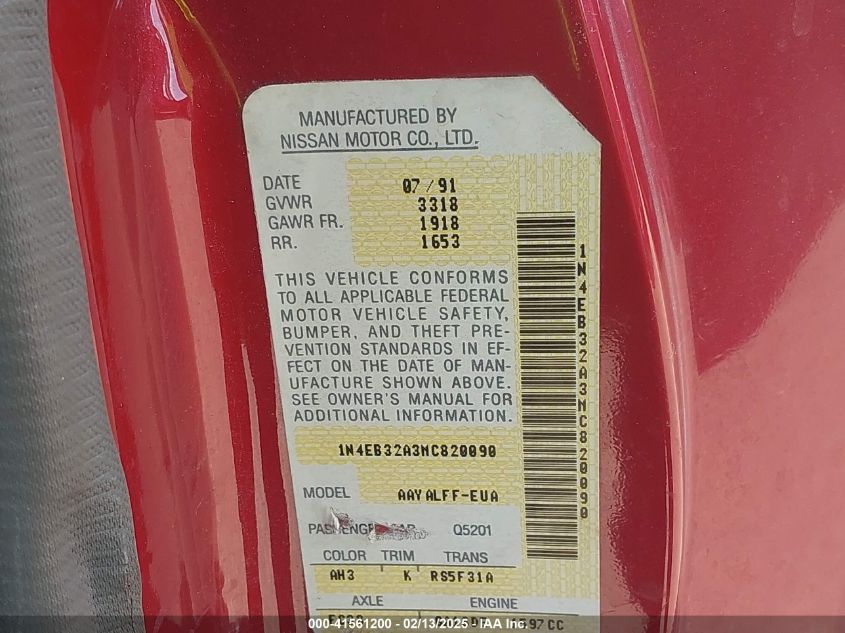 MANUFACTURED BY
NISSAN MOTOR CO., LTD.
DATE 07/91
GVWR 3318
GAWR FR. 1918
RR. 1653
THIS VEHICLE CONFORMS
TO ALL APPLICABLE FEDERAL
MOTOR VEHICLE SAFETY,
BUMPER, AND THEFT PRE-
VENTION STANDARDS IN EF-
FECT ON THE DATE OF MAN-
UFACTURE SHOWN ABOVE.
SEE OWNER'S MANUAL FOR
ADDITIONAL INFORMATION.
1N4EB32A3MC820090
1N4EB32A3MC820090
MODEL AAYALFF-EUA
Q5201
COLOR TRIM TRANS
AH3 K RS5F31A
AXLE ENGINE
1597CC
000-41561200 - 02/13/2025 - IAA Inc.